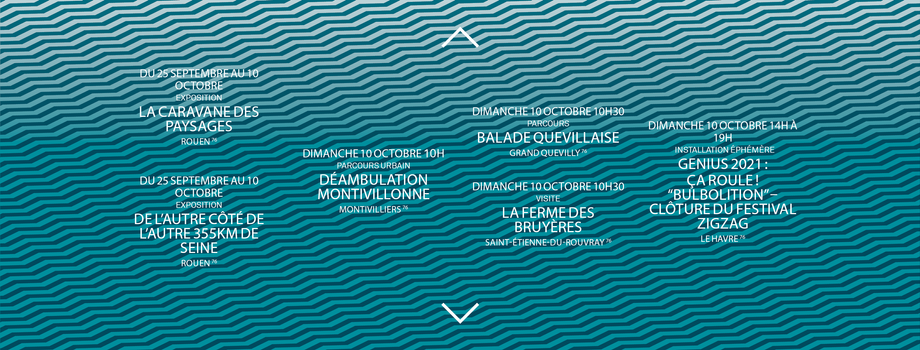 DU 25 SEPTEMBRE AU 10
OCTOBRE
EXPOSITION
LA CARAVANE DES
PAYSAGES
ROUEN 76
DU 25 SEPTEMBRE AU 10
OCTOBRE
EXPOSITION
DE L'AUTRE CÔTÉ DE
L'AUTRE 355KM DE
SEINE
ROUEN 76
DIMANCHE 10 OCTOBRE 10H
PARCOURS URBAIN
DÉAMBULATION
MONTIVILLONNE
MONTIVILLIERS 76
DIMANCHE 10 OCTOBRE 10H30
PARCOURS
BALADE QUEVILLAISE
GRAND QUEVILLY 76
DIMANCHE 10 OCTOBRE 10H30
VISITE
LA FERME DES
BRUYÈRES
SAINT-ÉTIENNE-DU-ROUVRAY 76
DIMANCHE 10 OCTOBRE 14H À
19H
INSTALLATION ÉPHÉMÈRE
GENIUS 2021 :
ÇA ROULE !
“BULBOLITION” –
CLÔTURE DU FESTIVAL
ZIGZAG
LE HAVRE 76